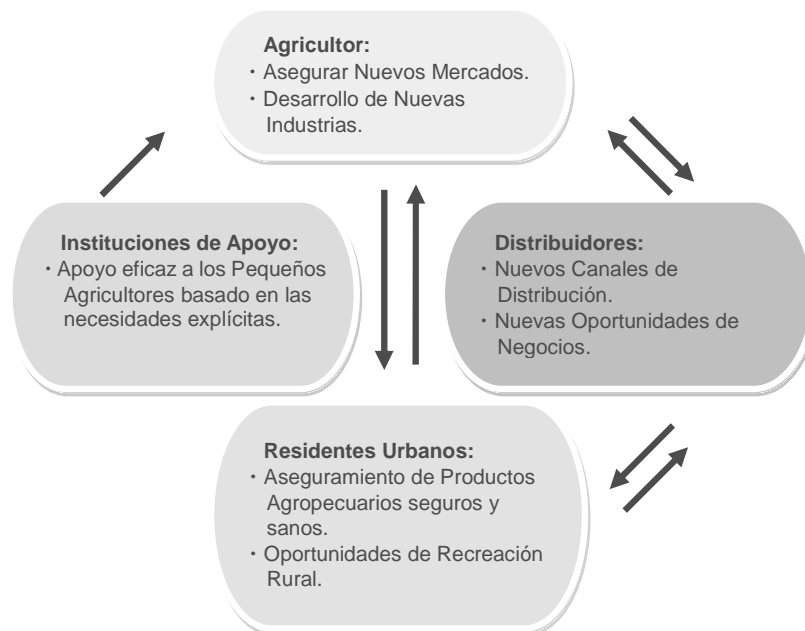 Agricultor:
· Asegurar Nuevos Mercados.
· Desarrollo de Nuevas
Industrias.
Instituciones de Apoyo:
· Apoyo eficaz a los Pequeños
Agricultores basado en las
necesidades explícitas.
Distribuidores:
· Nuevos Canales de
Distribución.
· Nuevas Oportunidades de
Negocios.
Residentes Urbanos:
· Aseguramiento de Productos
Agropecuarios seguros y
sanos.
· Oportunidades de Recreación
Rural.